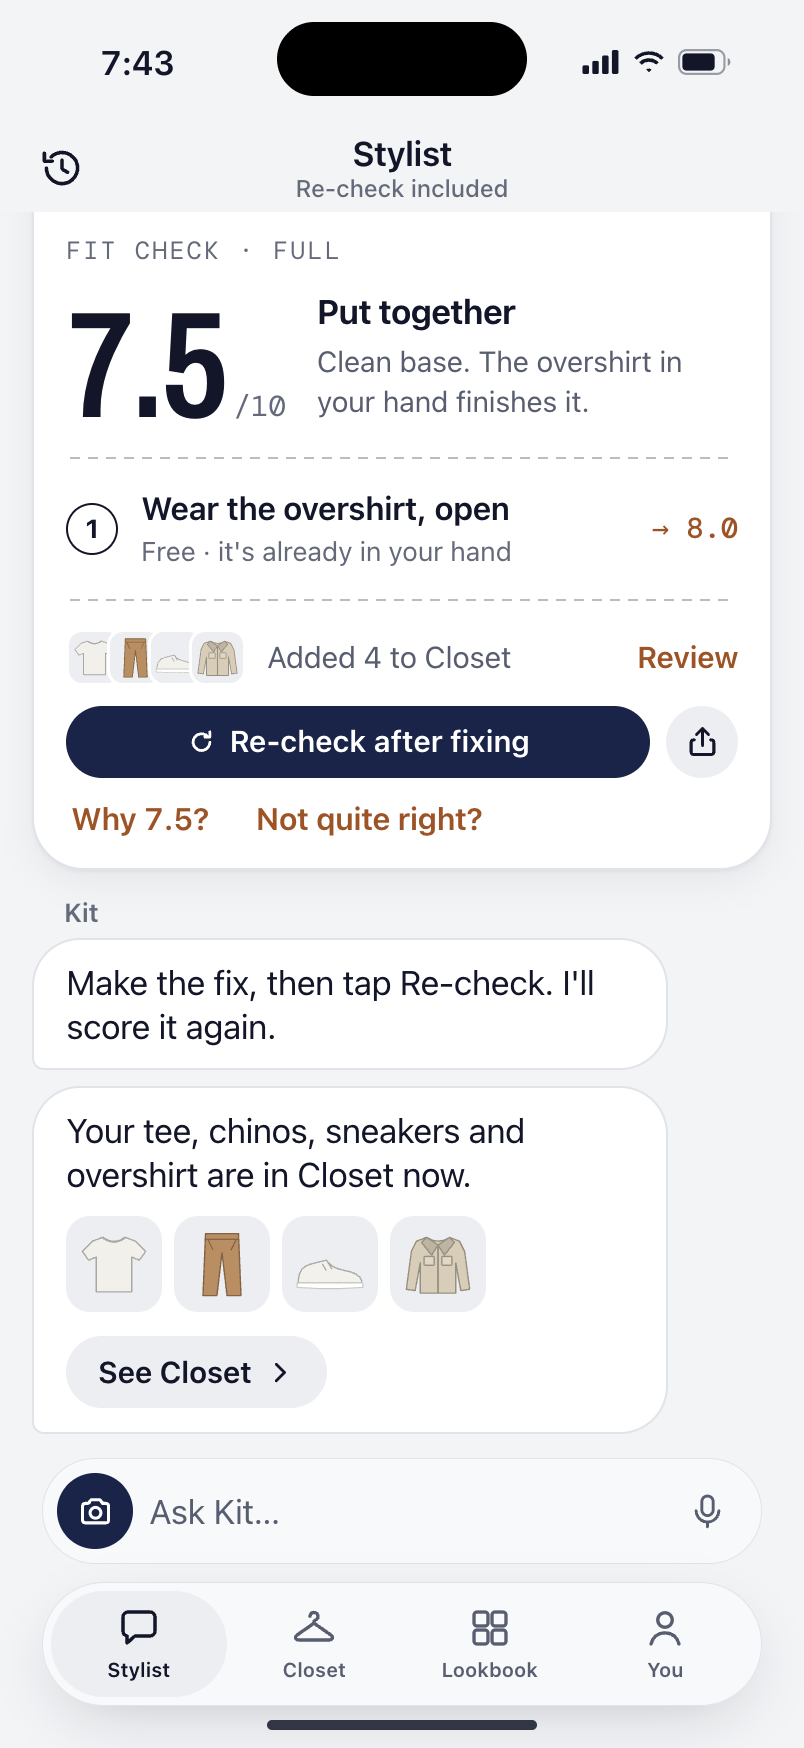 7:43
Stylist
Re-check included
FIT CHECK · FULL
7.5 /10
Put together
Clean base. The overshirt in
your hand finishes it.
1
Wear the overshirt, open
Free · it's already in your hand
→ 8.0
Added 4 to Closet
Review
Re-check after fixing
Why 7.5?
Not quite right?
Kit
Make the fix, then tap Re-check. I'll
score it again.
Your tee, chinos, sneakers and
overshirt are in Closet now.
See Closet
Ask Kit...
Stylist
Closet
Lookbook
You